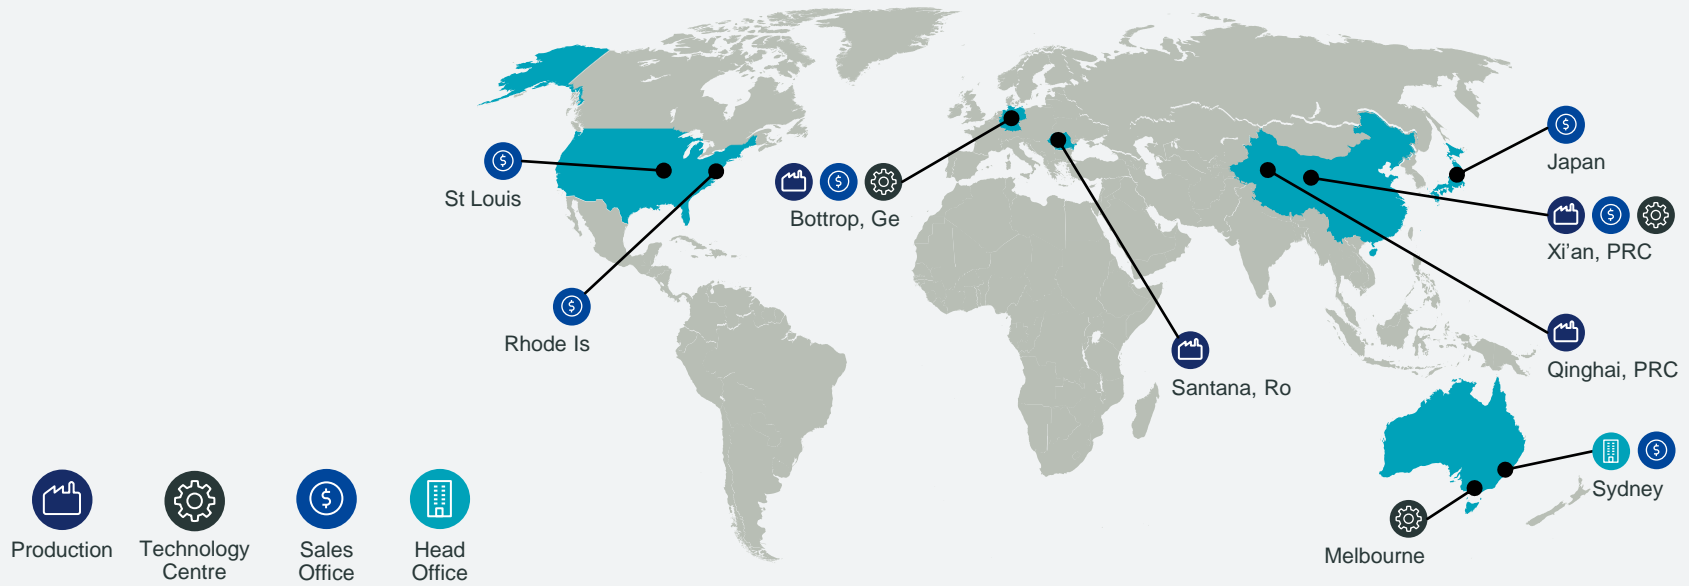 St Louis
Rhode Is
Bottrop, Ge
Santana, Ro
Japan
Xi'an, PRC
Qinghai, PRC
Sydney
Melbourne
Production
Technology
Centre
Sales
Office
Head
Office